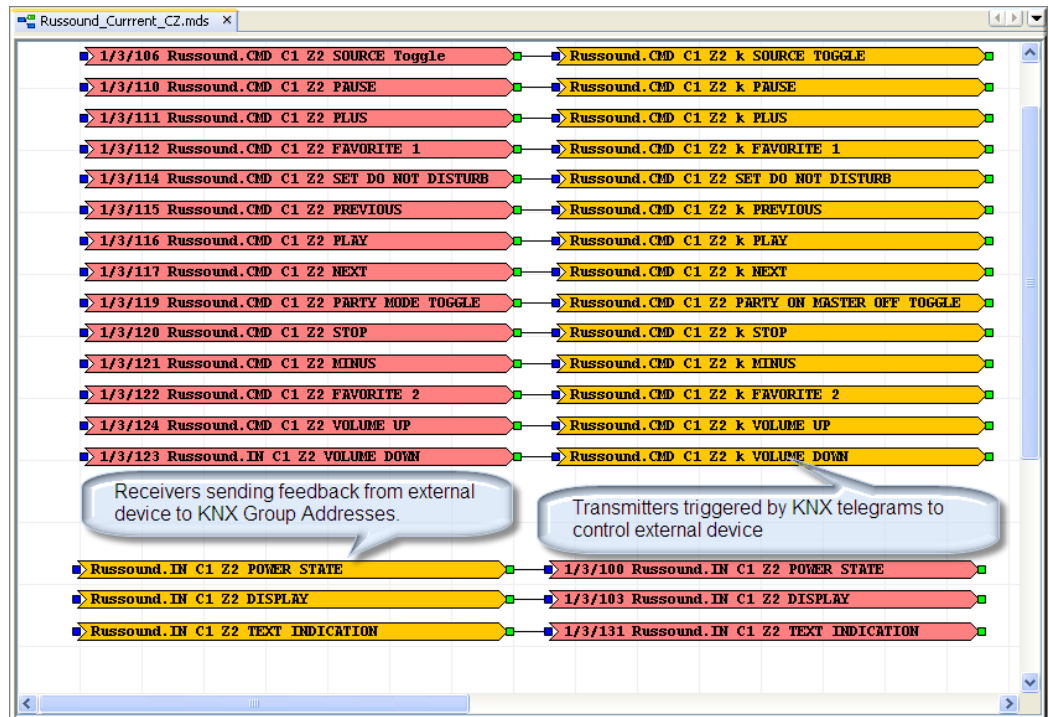 Russound_Currrent_CZ.mds
1/3/106 Russound.CMD C1 Z2 SOURCE Toggle Russound.CMD C1 Z2 k SOURCE TOGGLE
1/3/110 Russound.CMD C1 Z2 PAUSE Russound.CMD C1 Z2 k PAUSE
1/3/111 Russound.CMD C1 Z2 PLUS Russound.CMD C1 Z2 k PLUS
1/3/112 Russound.CMD C1 Z2 FAVORITE 1 Russound.CMD C1 Z2 k FAVORITE 1
1/3/114 Russound.CMD C1 Z2 SET DO NOT DISTURB Russound.CMD C1 Z2 SET DO NOT DISTURB
1/3/115 Russound.CMD C1 Z2 PREVIOUS Russound.CMD C1 Z2 k PREVIOUS
1/3/116 Russound.CMD C1 Z2 PLAY Russound.CMD C1 Z2 k PLAY
1/3/117 Russound.CMD C1 Z2 NEXT Russound.CMD C1 Z2 k NEXT
1/3/119 Russound.CMD C1 Z2 PARTY MODE TOGGLE Russound.CMD C1 Z2 PARTY ON MASTER OFF TOGGLE
1/3/120 Russound.CMD C1 Z2 STOP Russound.CMD C1 Z2 k STOP
1/3/121 Russound.CMD C1 Z2 MINUS Russound.CMD C1 Z2 k MINUS
1/3/122 Russound.CMD C1 Z2 FAVORITE 2 Russound.CMD C1 Z2 k FAVORITE 2
1/3/124 Russound.CMD C1 Z2 VOLUME UP Russound.CMD C1 Z2 k VOLUME UP
1/3/123 Russound.IN C1 Z2 VOLUME DOWN Russound.CMD C1 Z2 k VOLUME DOWN
Receivers sending feedback from external
device to KNX Group Addresses.
Transmitters triggered by KNX telegrams to
control external device
Russound.IN C1 Z2 POWER STATE 1/3/100 Russound.IN C1 Z2 POWER STATE
Russound.IN C1 Z2 DISPLAY 1/3/103 Russound.IN C1 Z2 DISPLAY
Russound.IN C1 Z2 TEXT INDICATION 1/3/131 Russound.IN C1 Z2 TEXT INDICATION